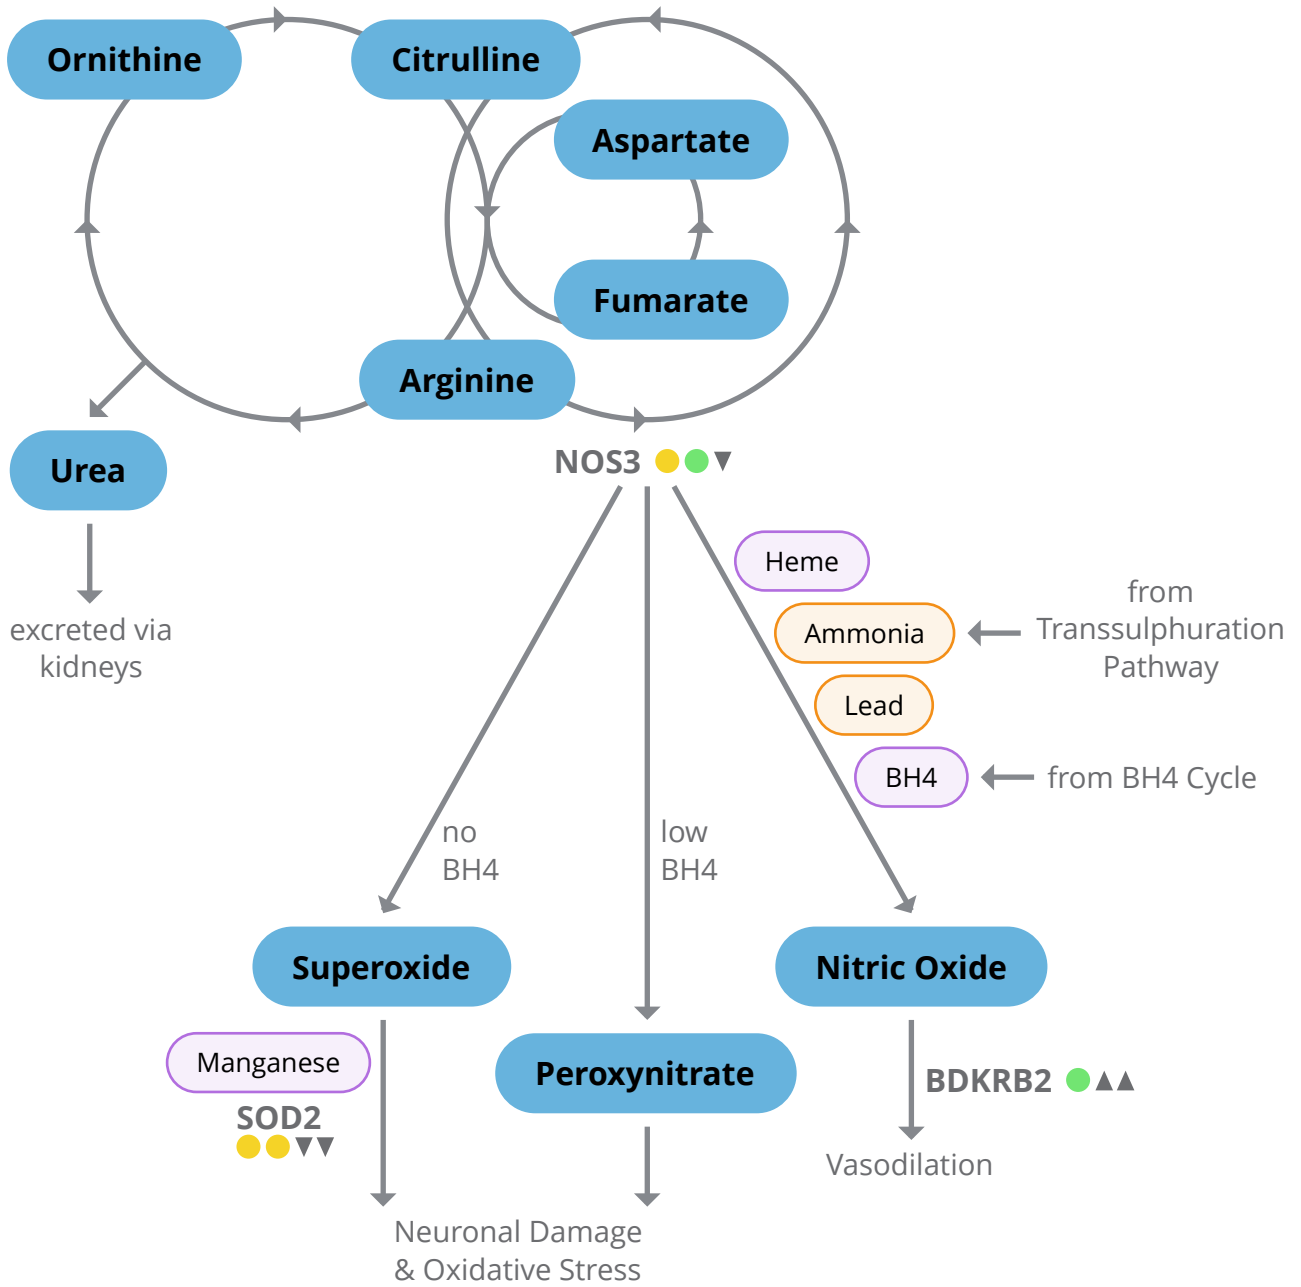 Ornithine
Citrulline
Aspartate
Fumarate
Arginine
Urea
excreted via
kidneys
NOS3
Heme
Ammonia
from
Transsulphuration
Pathway
Lead
BH4
from BH4 Cycle
no
BH4
low
BH4
Superoxide
Nitric Oxide
Manganese
SOD2
Peroxynitrate
BDKRB2
Vasodilation
Neuronal Damage
& Oxidative Stress